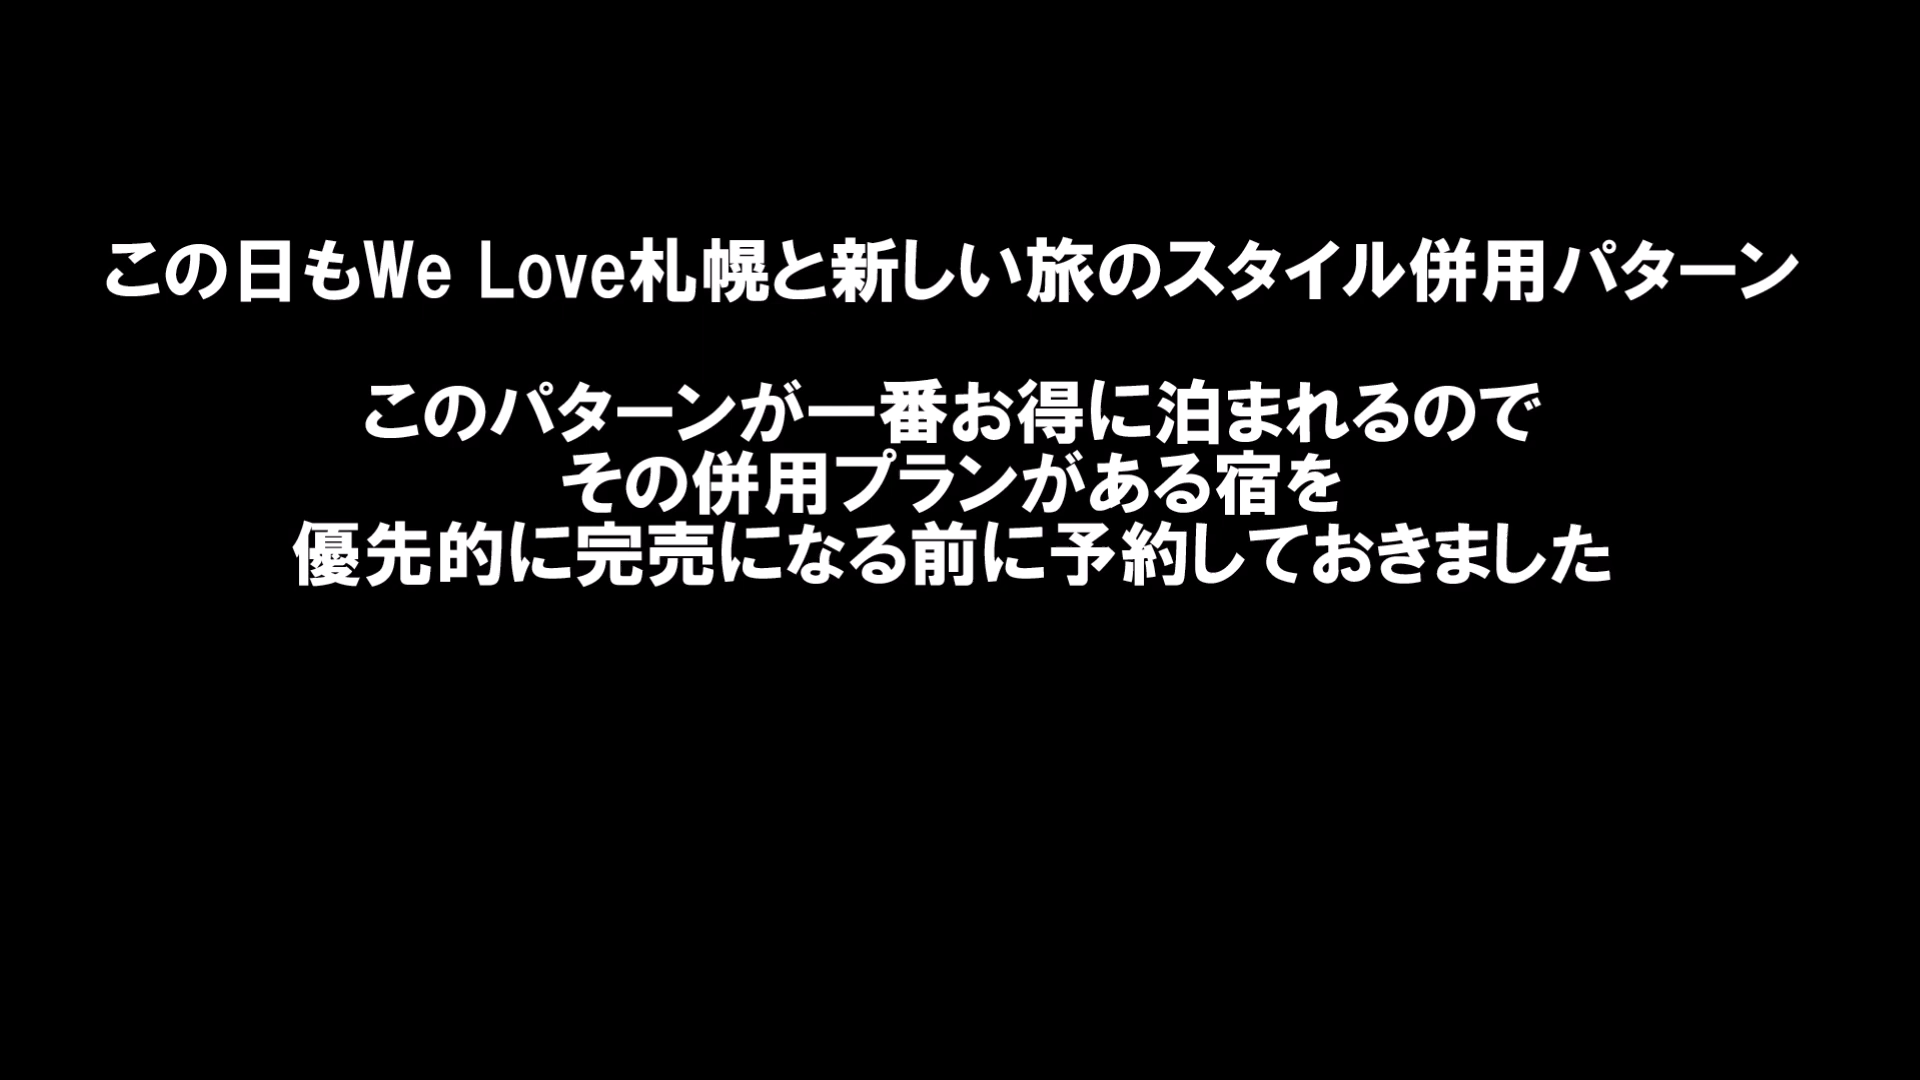 この日もWe Love札幌と新しい旅のスタイル併用パターン
このパターンが一番お得に泊まれるので
その併用プランがある宿を
優先的に完売になる前に予約しておきました